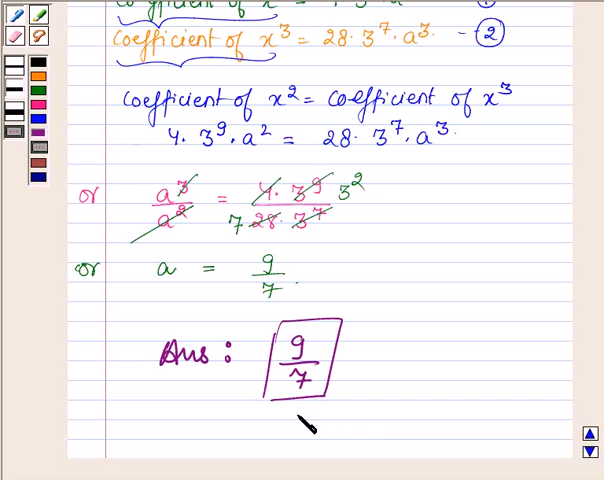 Coefficient of x³ = 28. 3⁷. a³. - ②
Coefficient of x² = Coefficient of x³
4. 3⁹. a² = 28. 3⁷. a³.
or a³/a² = 4. 3⁹ / 28. 3⁷ 3² 7
or a = 9/7.
Ans : 9/7